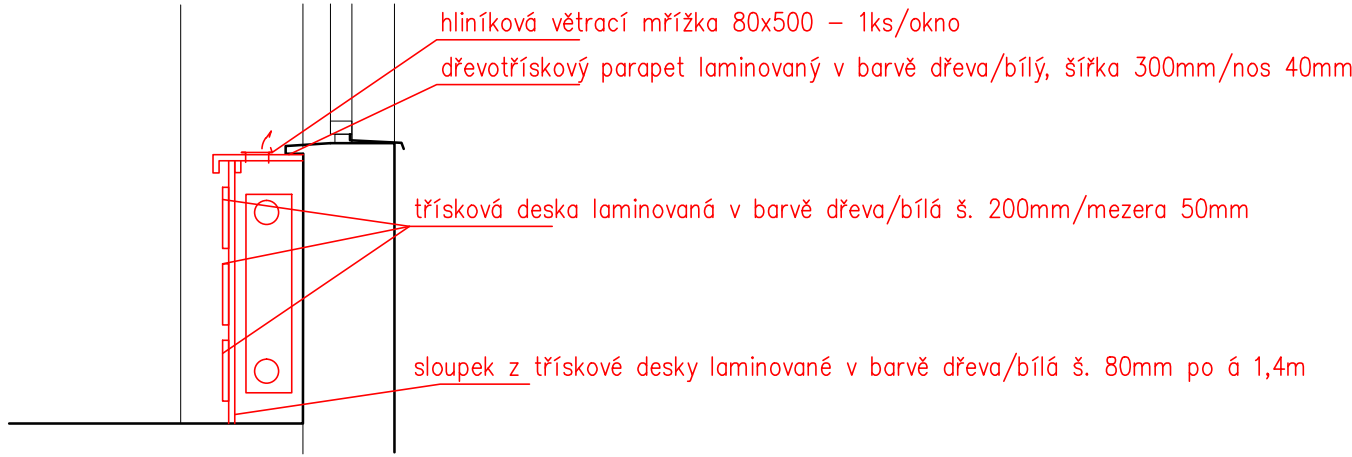 hliníková větrací mřížka 80x500 – 1ks/okno
dřevotřískový parapet laminovaný v barvě dřeva/bílý, šířka 300mm/nos 40mm
třísková deska laminovaná v barvě dřeva/bílá š. 200mm/mezera 50mm
sloupek z třískové desky laminované v barvě dřeva/bílá š. 80mm po á 1,4m